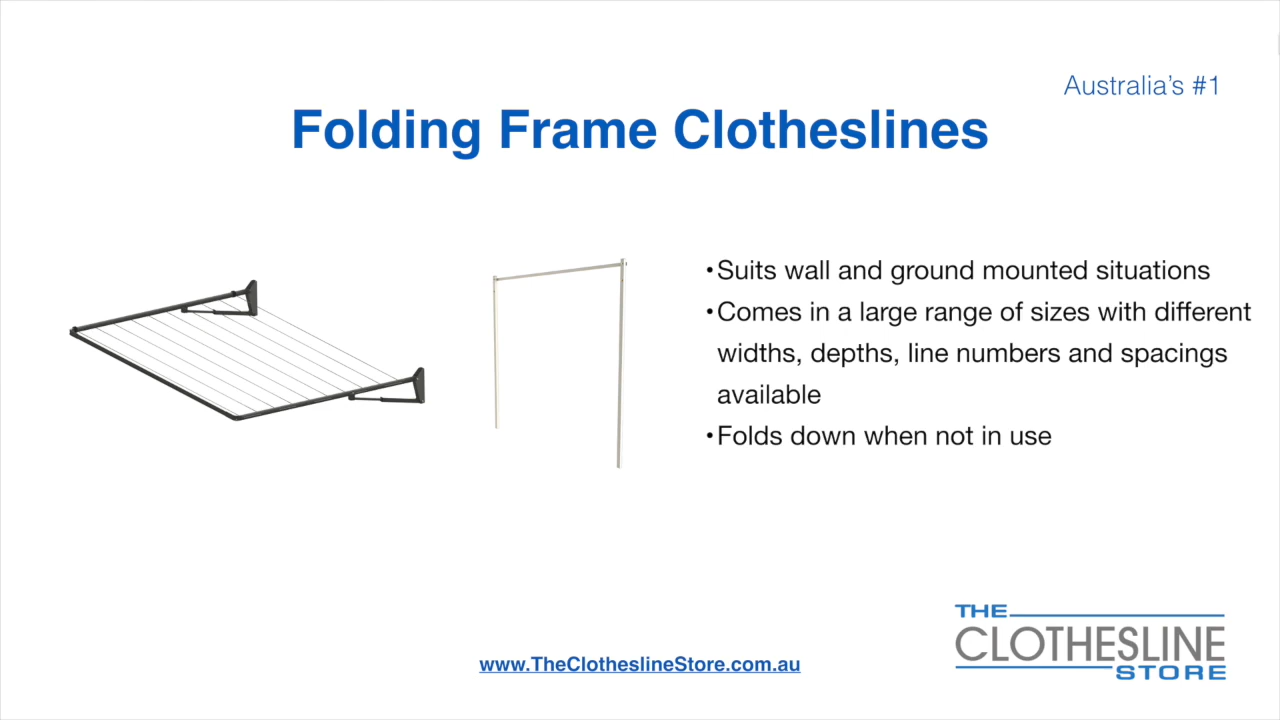 Australia's #1
Folding Frame Clotheslines
•Suits wall and ground mounted situations
•Comes in a large range of sizes with different
widths, depths, line numbers and spacings
available
•Folds down when not in use
www.TheClotheslineStore.com.au
THE
CLOTHESLINE
STORE